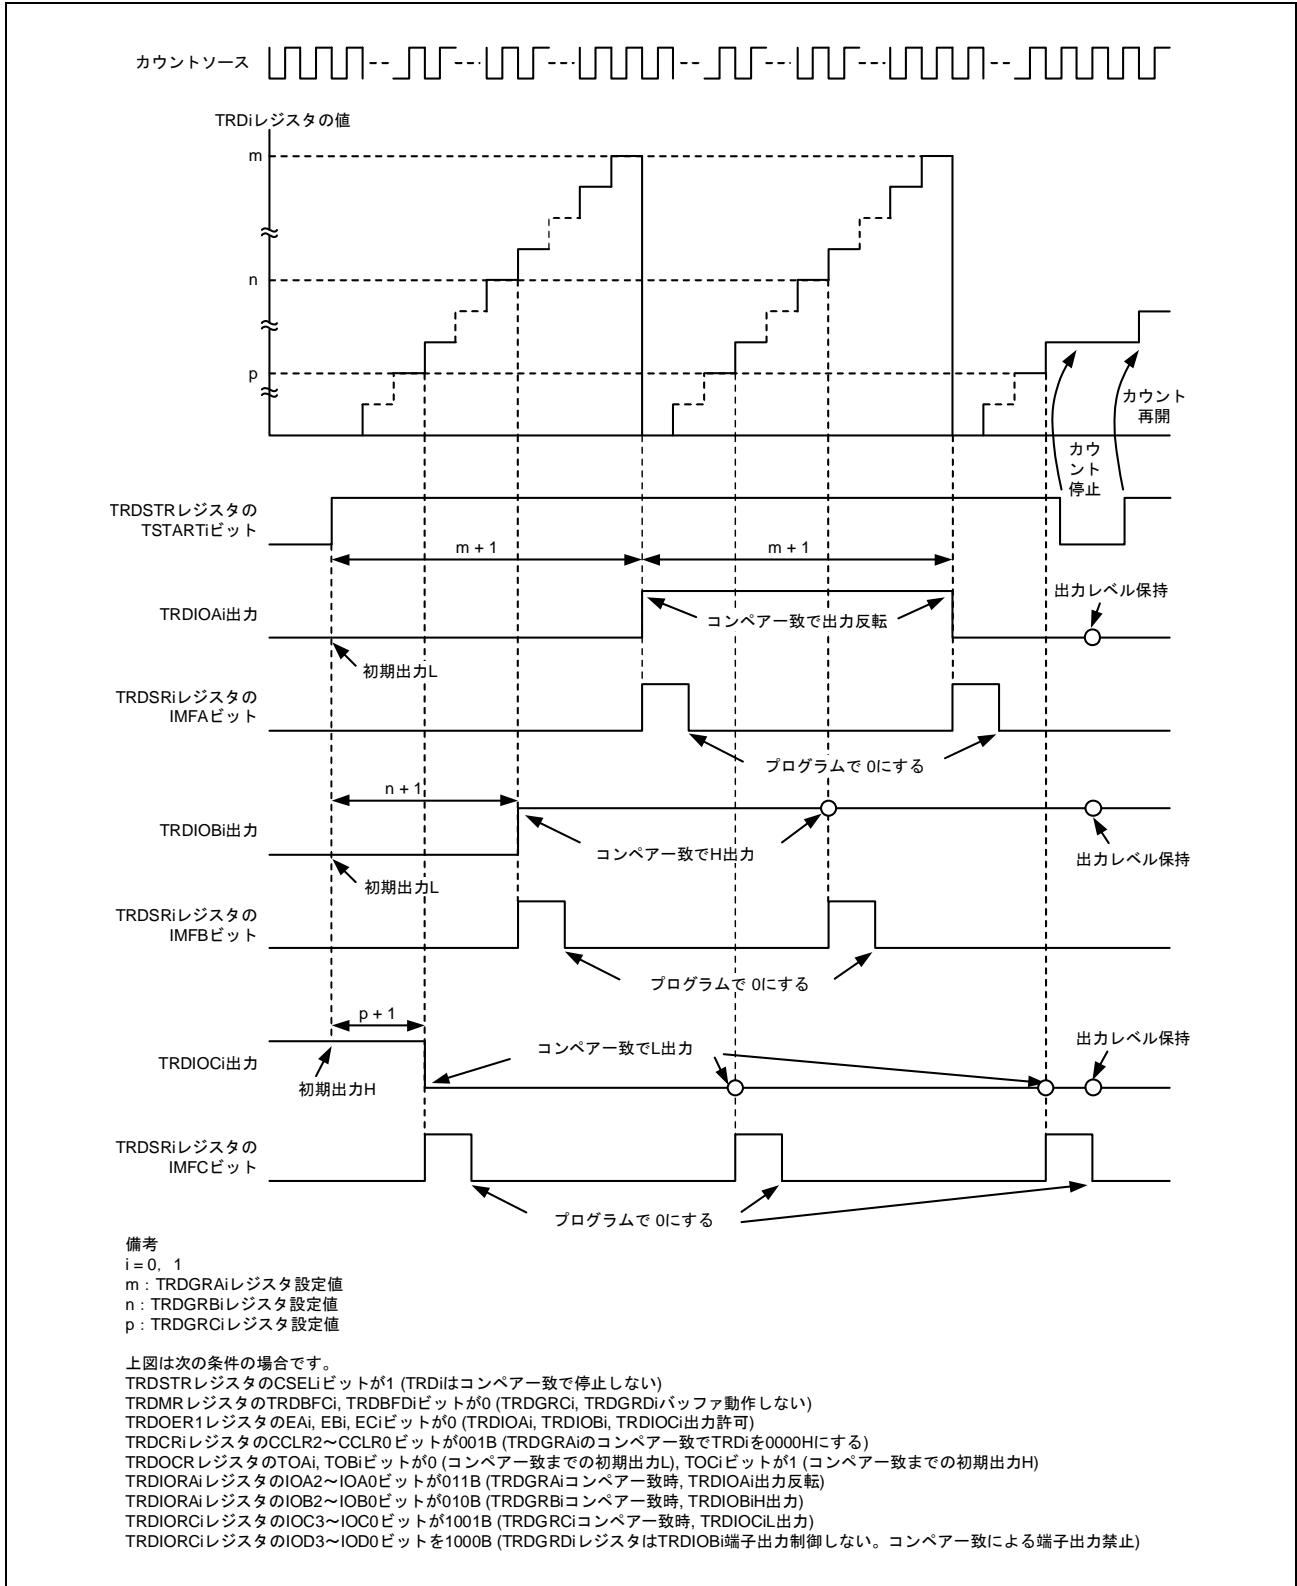 カウントソース
TRDiレジスタの値
m
n
p
カウント
再開
カウ
ント
停止
TRDSTRレジスタの
TSTARTiビット
m + 1
m + 1
出力レベル保持
TRDIOAi出力
コンペア一致で出力反転
初期出力L
TRDSRiレジスタの
IMFAビット
プログラムで 0にする
n + 1
TRDIOBi出力
コンペア一致でH出力
出力レベル保持
初期出力L
TRDSRiレジスタの
IMFBビット
プログラムで 0にする
p + 1
TRDIOCi出力
コンペア一致でL出力
出力レベル保持
初期出力H
TRDSRiレジスタの
IMFCビット
プログラムで 0にする
備考
i = 0, 1
m : TRDGRAiレジスタ設定値
n : TRDGRBiレジスタ設定値
p : TRDGRCiレジスタ設定値
上図は次の条件の場合です。
TRDSTRレジスタのCSELiビットが1 (TRDiはコンペア一致で停止しない)
TRDMRレジスタのTRDBFCi, TRDBFDiビットが0 (TRDGRCi, TRDGRDiバッファ動作しない)
TRDOER1レジスタのEAi, EBi, ECiビットが0 (TRDIOAi, TRDIOBi, TRDIOCi出力許可)
TRDCRiレジスタのCCLR2～CCLR0ビットが001B (TRDGRAiのコンペア一致でTRDiを0000Hにする)
TRDOCRレジスタのTOAi, TOBiビットが0 (コンペア一致までの初期出力L), TOCiビットが1 (コンペア一致までの初期出力H)
TRDIORAiレジスタのIOA2～IOA0ビットが011B (TRDGRAiコンペア一致時, TRDIOAi出力反転)
TRDIORAiレジスタのIOB2～IOB0ビットが010B (TRDGRBiコンペア一致時, TRDIOBiH出力)
TRDIORCiレジスタのIOC3～IOC0ビットが1001B (TRDGRCiコンペア一致時, TRDIOCiL出力)
TRDIORCiレジスタのIOD3～IOD0ビットを1000B (TRDGRDiレジスタはTRDIOBi端子出力制御しない。コンペア一致による端子出力禁止)